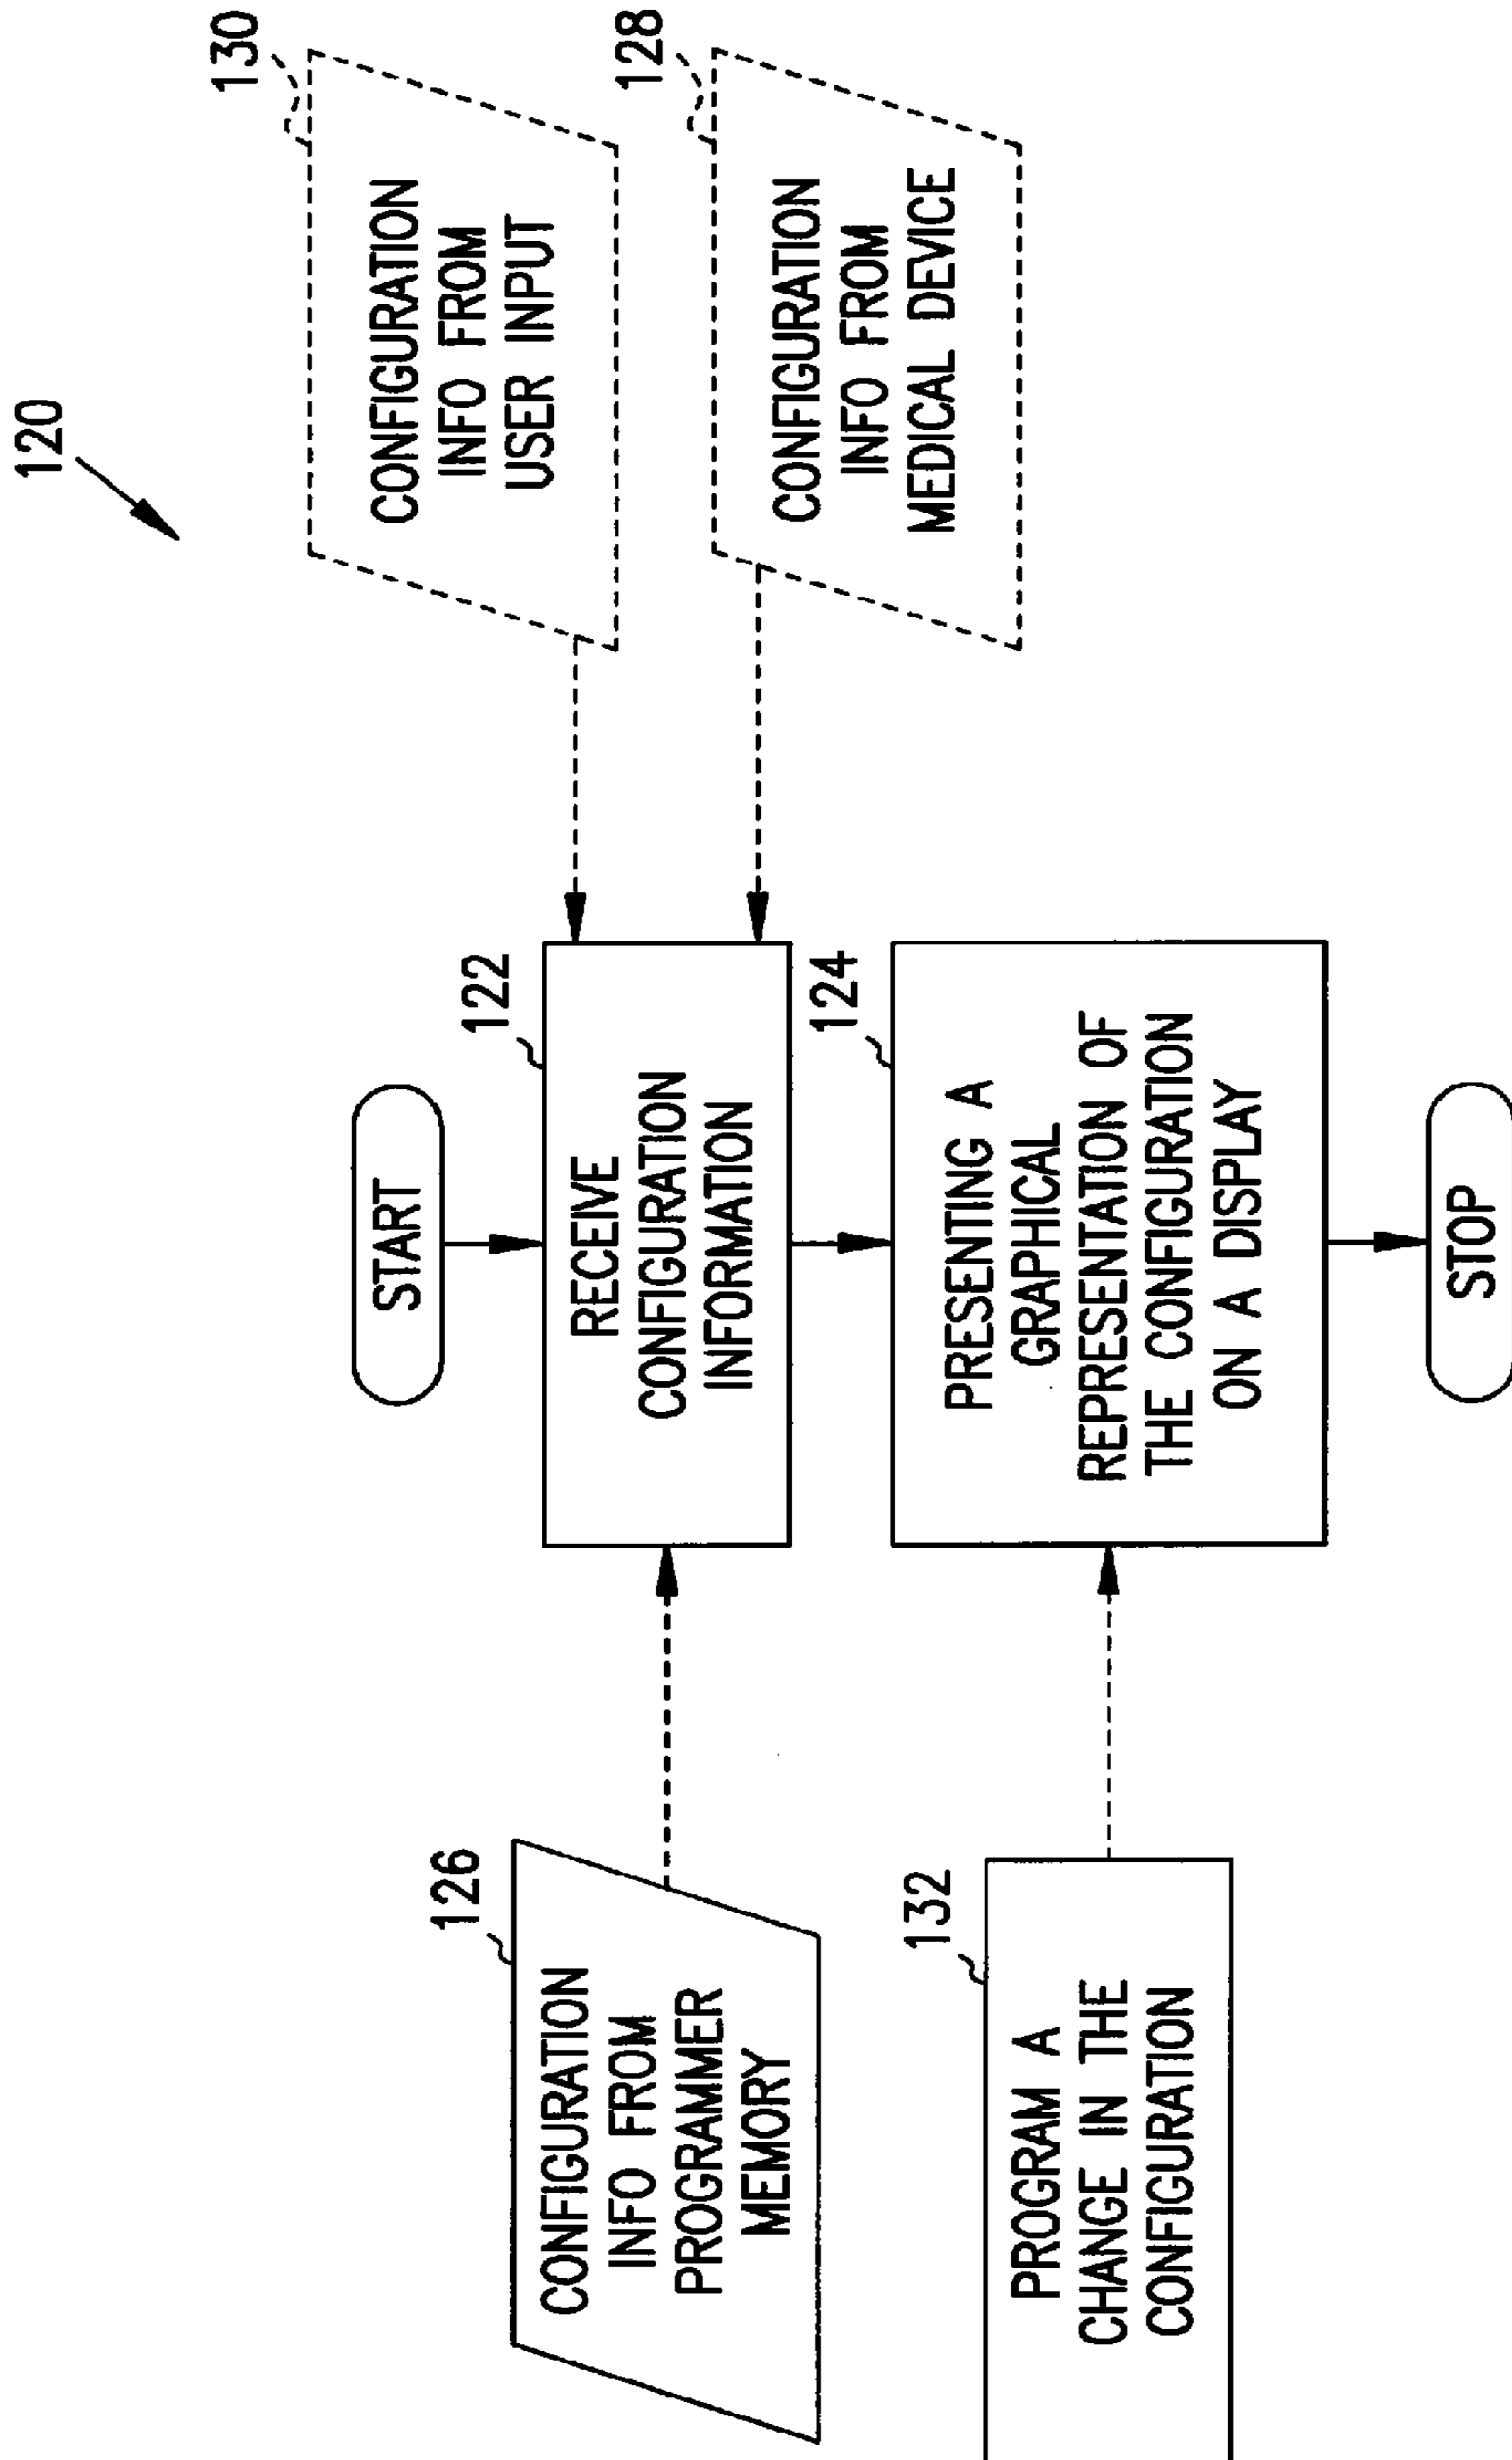 120
START
122
RECEIVE
CONFIGURATION
INFORMATION
124
PRESENTING A
GRAPHICAL
REPRESENTATION OF
THE CONFIGURATION
ON A DISPLAY
STOP
126
CONFIGURATION
INFO FROM
PROGRAMMER
MEMORY
132
PROGRAM A
CHANGE IN THE
CONFIGURATION
130
CONFIGURATION
INFO FROM
USER INPUT
128
CONFIGURATION
INFO FROM
MEDICAL DEVICE